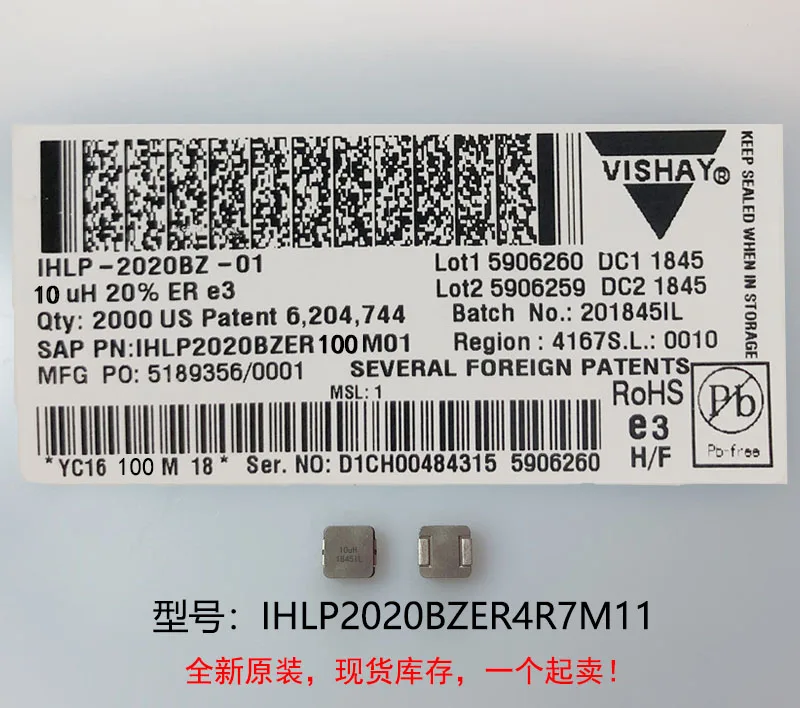 VISHAY®
KEEP SEALED WHEN IN STORAGE
IHLP-2020BZ-01
Lot1 5906260 DC1 1845
10 uH 20% ER e3
Lot2 5906259 DC2 1845
Qty: 2000 US Patent 6,204,744
Batch No.: 201845IL
SAP PN:IHLP2020BZER100M01
Region : 4167S.L.: 0010
MFG PO: 5189356/0001
SEVERAL FOREIGN PATENTS
MSL: 1
RoHS
e3
H/F
Pb
Pb-free
*YC16 100 M 18* Ser. NO: D1CH00484315 5906260
10uH
1845IL
型号：IHLP2020BZER4R7M11
全新原装，现货库存，一个起卖！